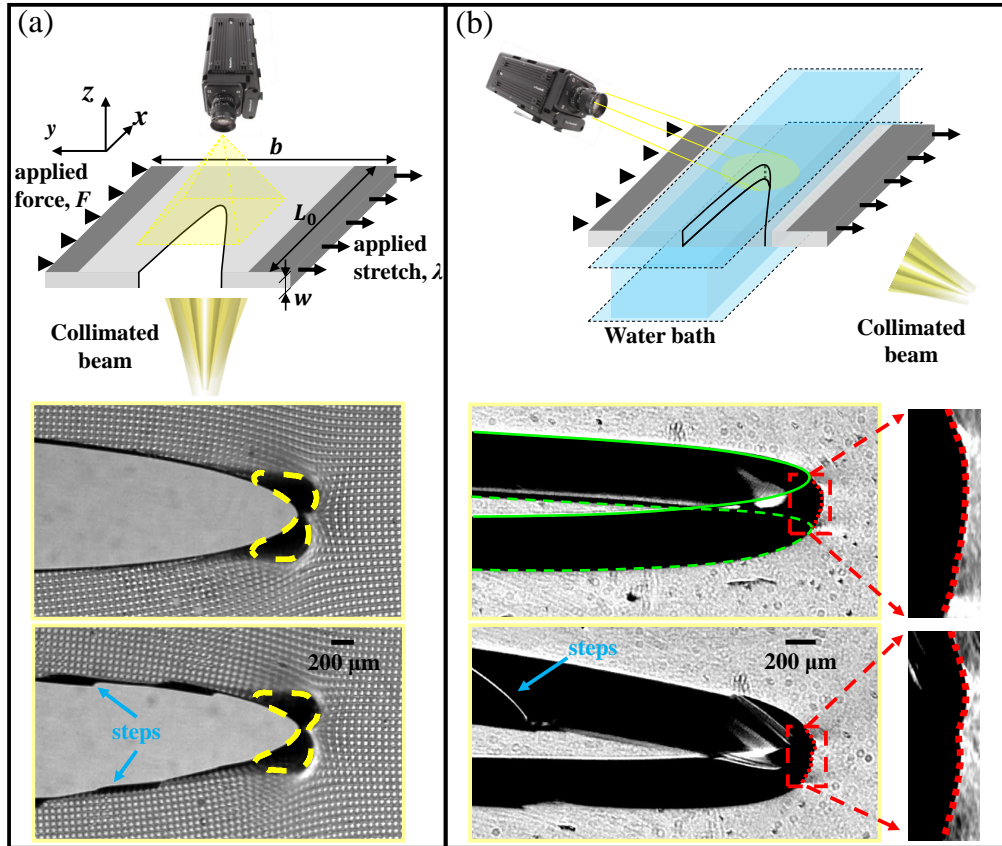 (a)
z
x
y
b
applied
force, F
L₀
applied
stretch, λ
w
Collimated
beam
200 μm
steps
(b)
Water bath
Collimated
beam
steps
200 μm